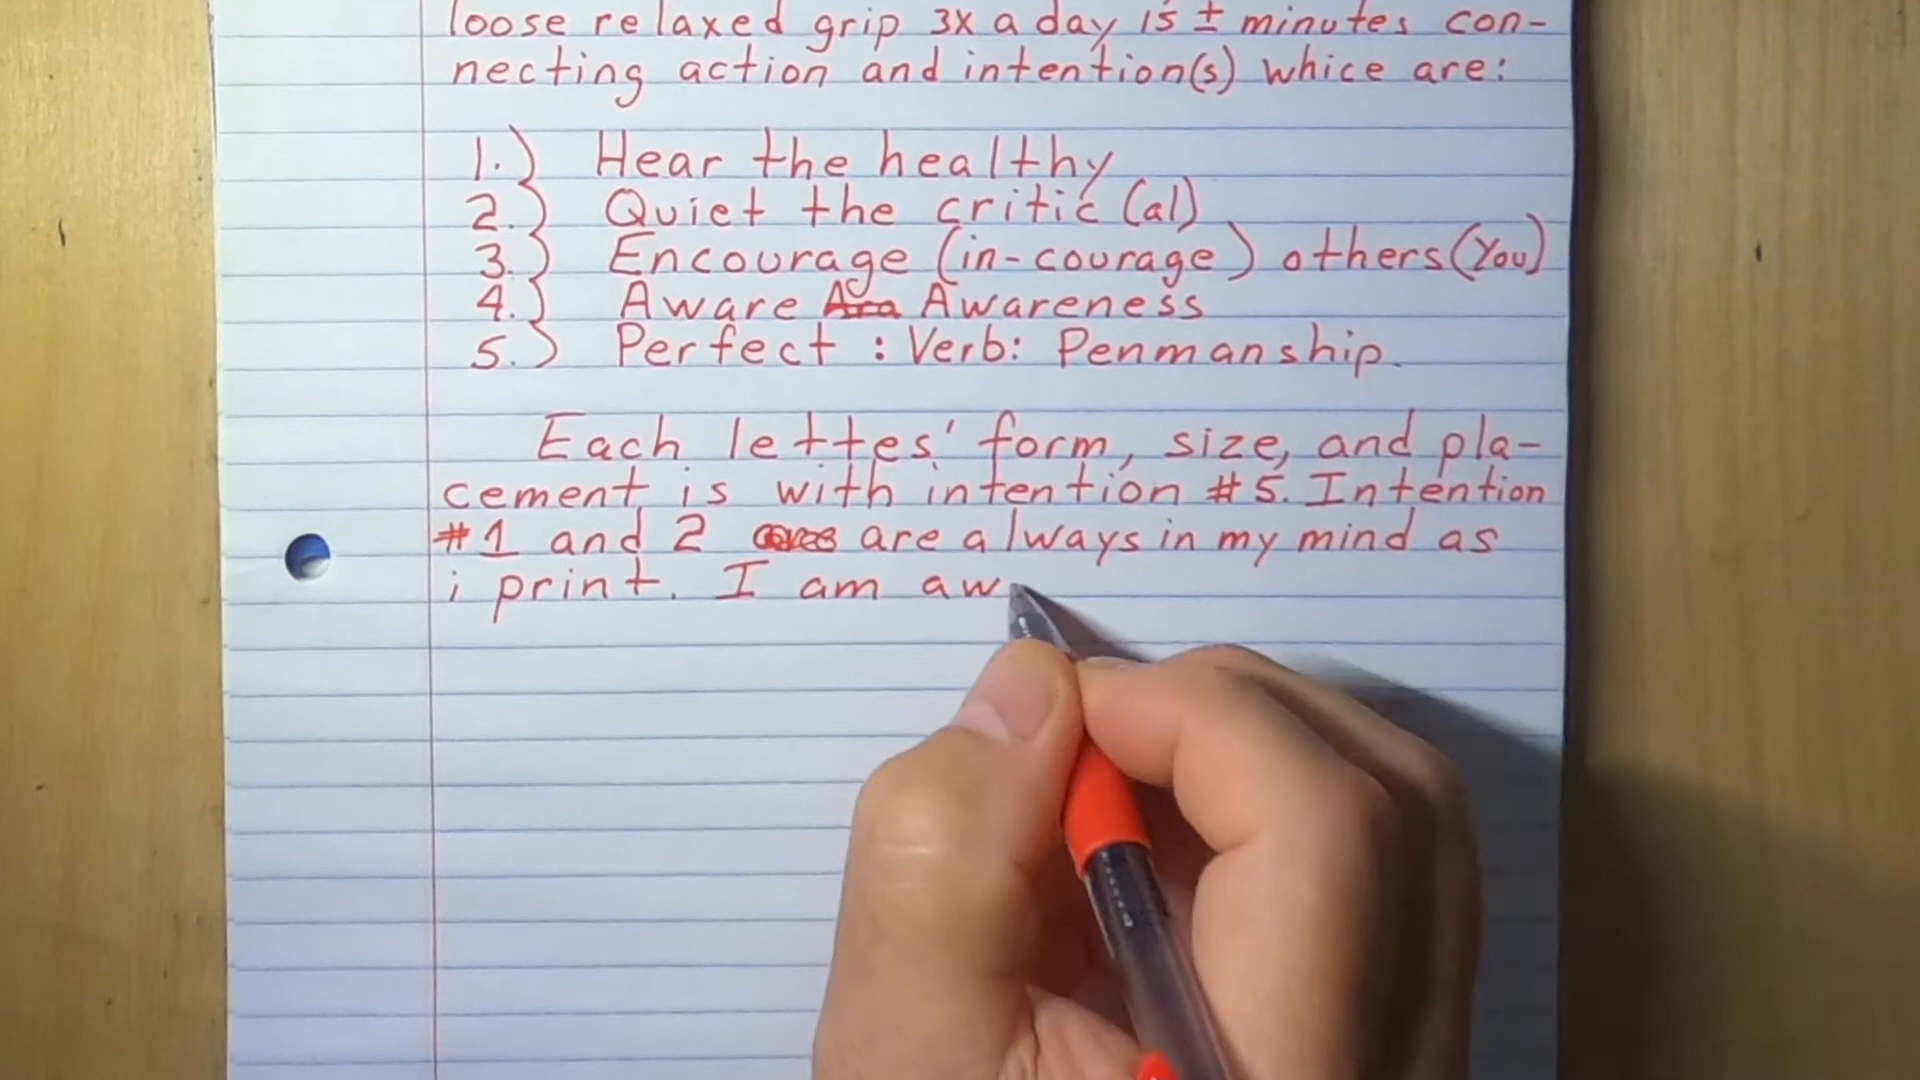 loose relaxed grip 3x a day 15 ± minutes con-
necting action and intention(s) whice are:
1.) Hear the healthy
2.) Quiet the critic (al)
3.) Encourage (in-courage) others (You)
4.) Aware Awareness
5.) Perfect : Verb: Penmanship.
Each lettes' form, size, and pla-
cement is with intention #5. Intention
#1 and 2 are always in my mind as
i print. I am aw